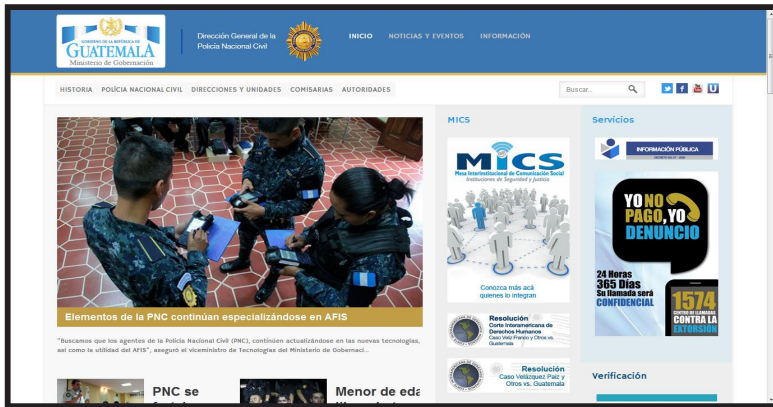 GOBIERNO DE LA REPÚBLICA DE
GUATEMALA
Ministerio de Gobernación
Dirección General de la
Policía Nacional Civil
INICIO NOTICIAS Y EVENTOS INFORMACIÓN
HISTORIA POLICÍA NACIONAL CIVIL DIRECCIONES Y UNIDADES COMISARIAS AUTORIDADES
Buscar...
Elementos de la PNC continúan especializándose en AFIS
"Buscamos que los agentes de la Policía Nacional Civil (PNC), continúen actualizándose en las nuevas tecnologías,
así como la utilidad del AFIS", aseguró el viceministro de Tecnologías del Ministerio de Gobernaci...
PNC se
Menor de eda
MICS
MICS
Mesa Interinstitucional de Comunicación Social
Instituciones de Seguridad y Justicia
Conozca más acá
quienes lo integran
Resolución
Corte Interamericana de
Derechos Humanos
Caso Veliz Franco y Otros vs.
Guatemala
Resolución
Caso Velázquez Paiz y
Otros vs. Guatemala
Servicios
INFORMACIÓN PÚBLICA
YO NO
PAGO, YO
DENUNCIO
24 Horas
365 Días
Su llamada será
CONFIDENCIAL
1574
CENTRO DE LLAMADAS
CONTRA LA
EXTORSIÓN
Verificación